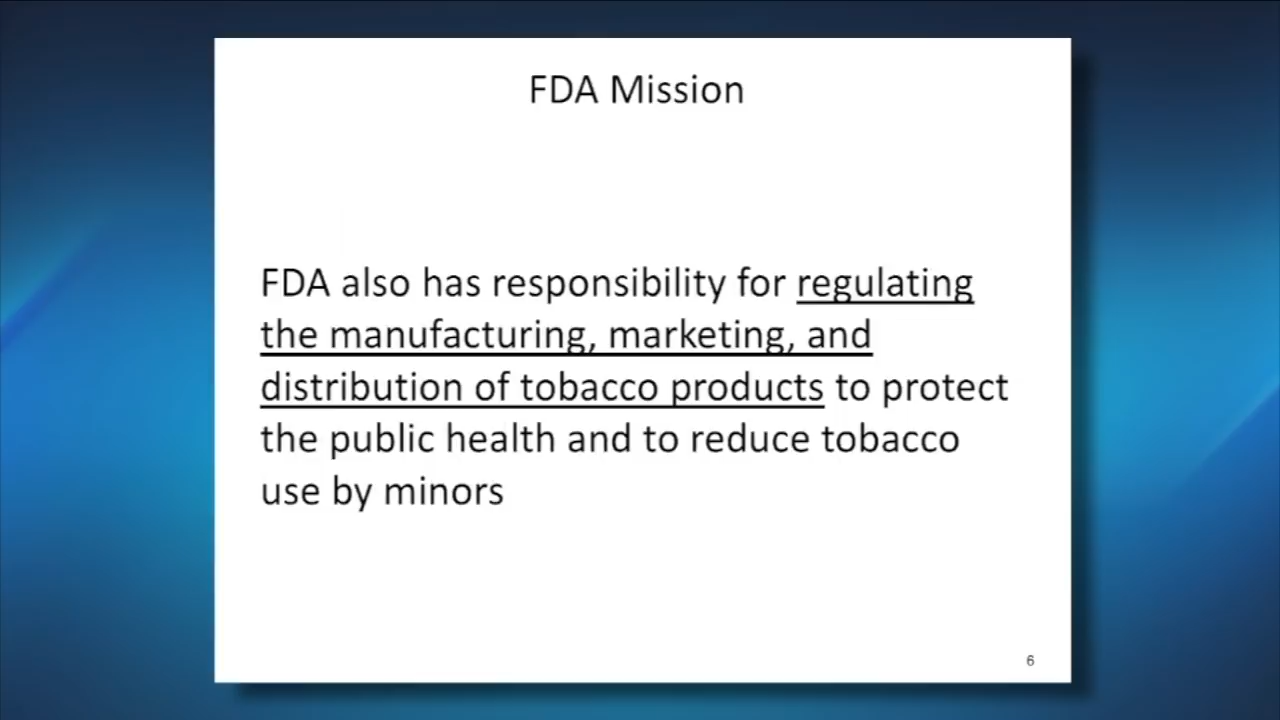 FDA Mission
FDA also has responsibility for regulating
the manufacturing, marketing, and
distribution of tobacco products to protect
the public health and to reduce tobacco
use by minors
6